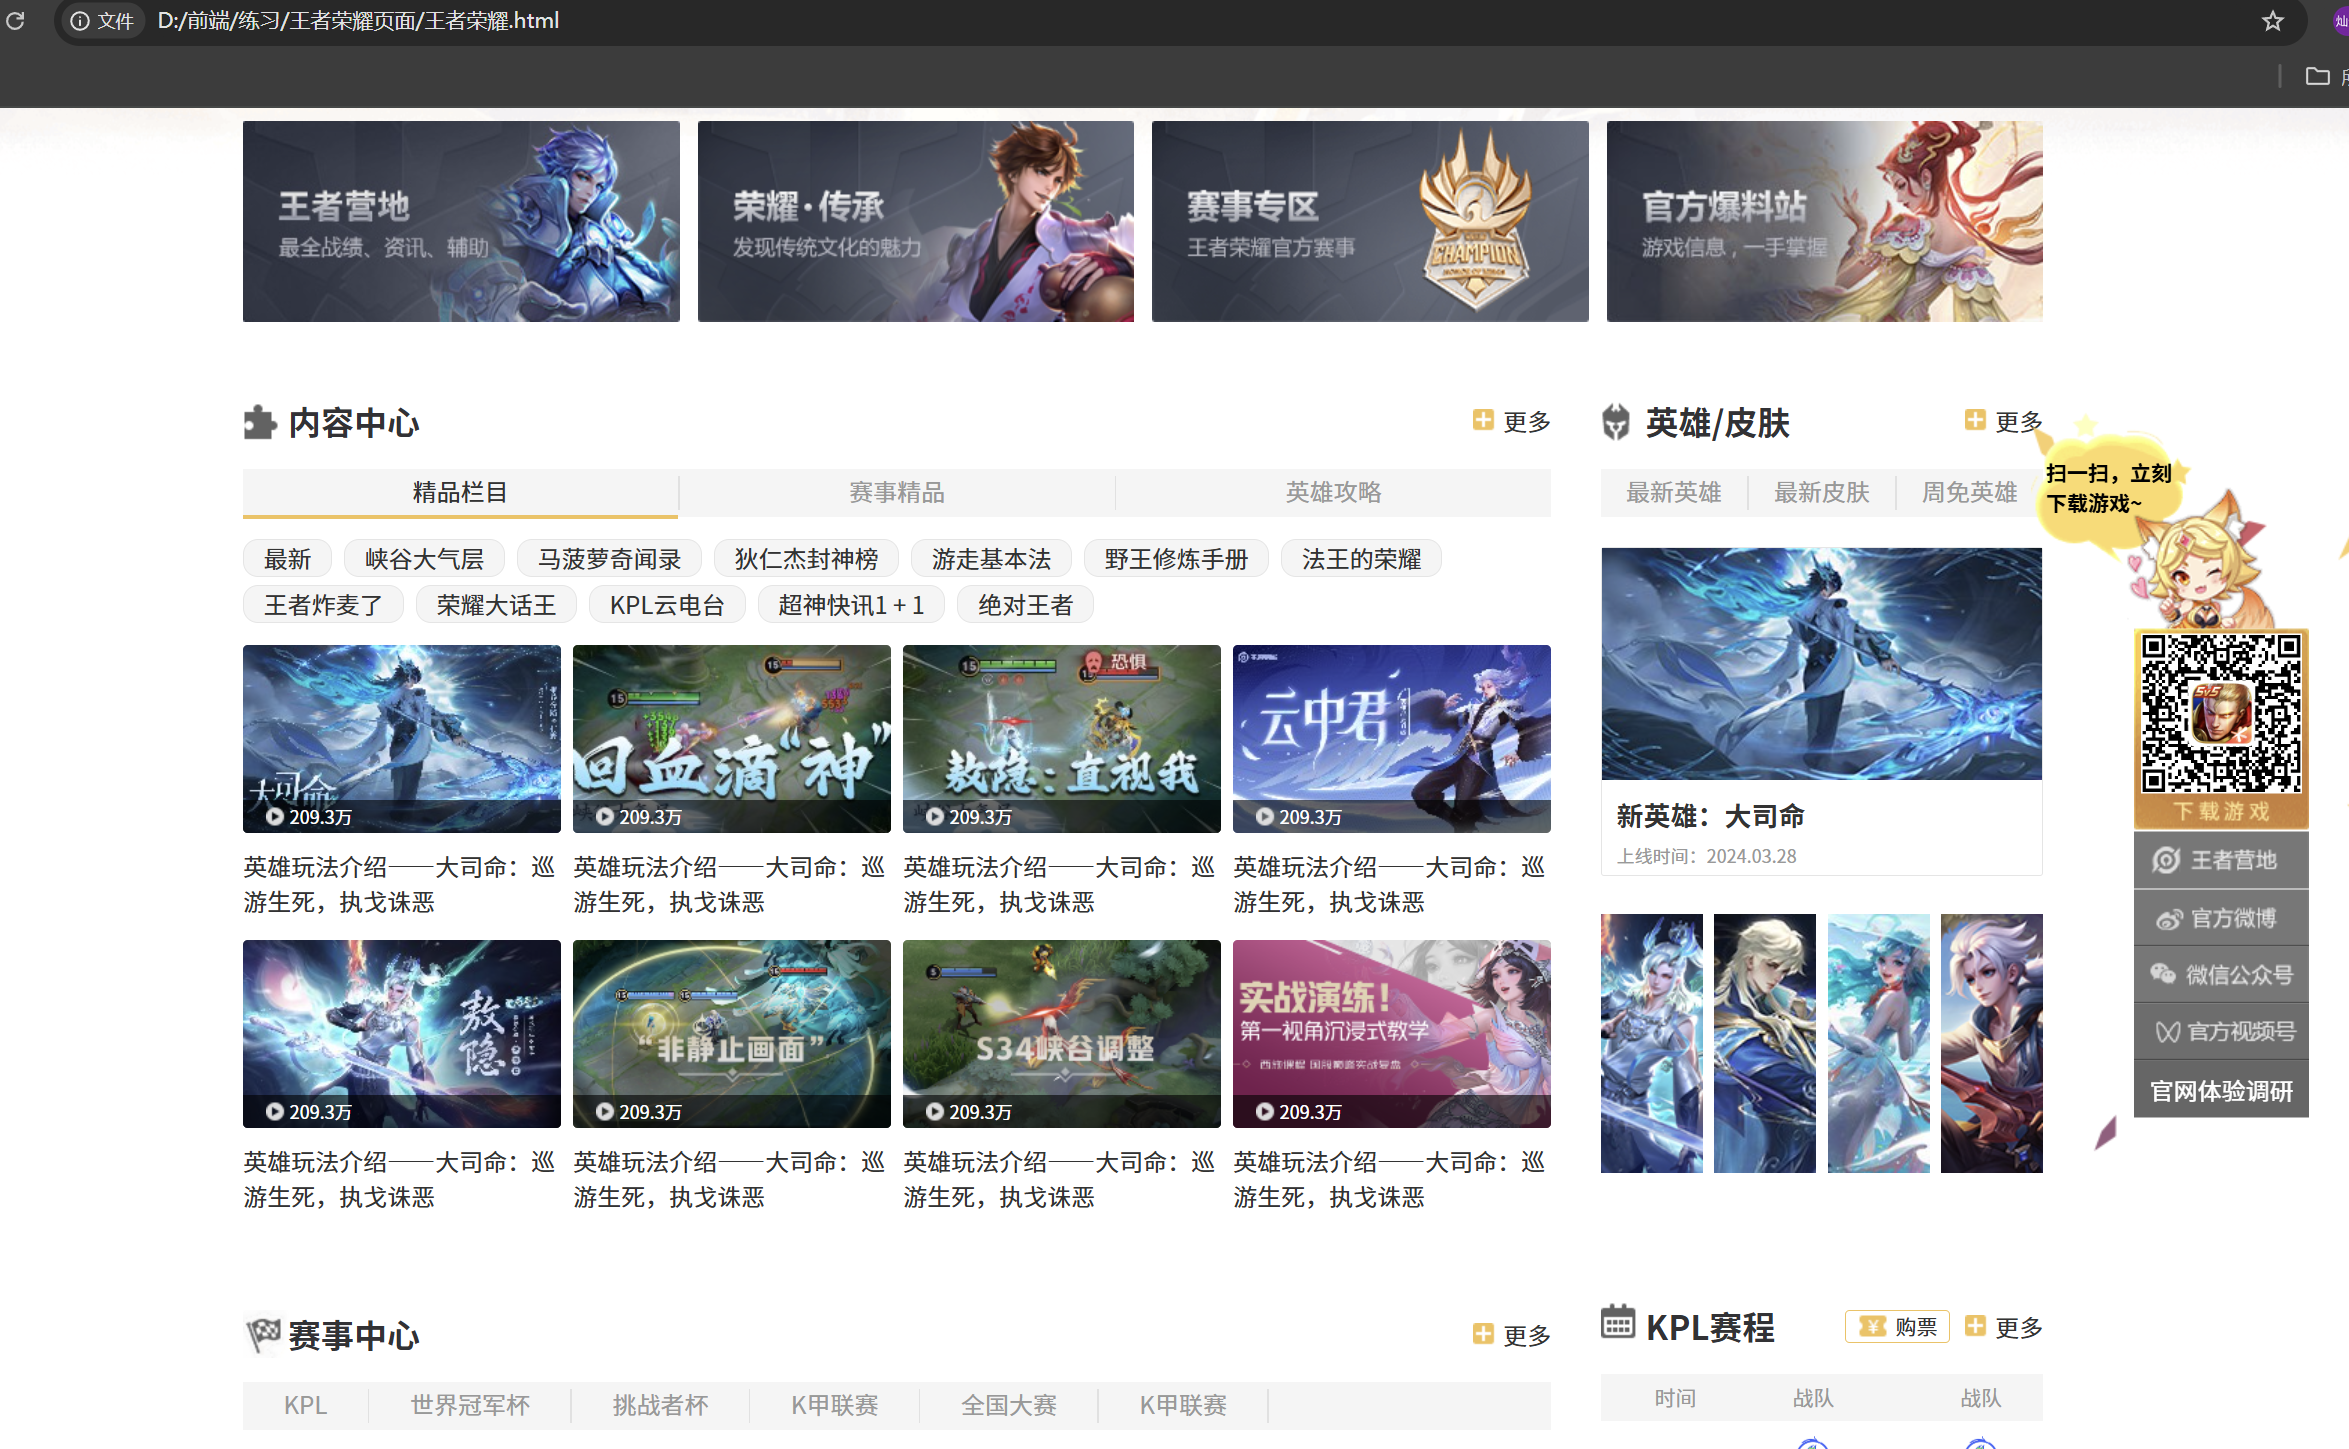 文件
D:/前端/练习/王者荣耀页面/王者荣耀.html
灿
王者营地
最全战绩、资讯、辅助
荣耀·传承
发现传统文化的魅力
赛事专区
王者荣耀官方赛事
CHAMPION
官方爆料站
游戏信息，一手掌握
内容中心
更多
英雄/皮肤
更多
精品栏目
赛事精品
英雄攻略
最新英雄
最新皮肤
周免英雄
扫一扫，立刻
下载游戏~
最新
峡谷大气层
马菠萝奇闻录
狄仁杰封神榜
游走基本法
野王修炼手册
法王的荣耀
王者炸麦了
荣耀大话王
KPL云电台
超神快讯1 + 1
绝对王者
大司命
209.3万
回血滴“神”
209.3万
恐惧
敖隐：直视我
209.3万
云中君
209.3万
英雄玩法介绍——大司命：巡
游生死，执戈诛恶
英雄玩法介绍——大司命：巡
游生死，执戈诛恶
英雄玩法介绍——大司命：巡
游生死，执戈诛恶
英雄玩法介绍——大司命：巡
游生死，执戈诛恶
新英雄：大司命
上线时间：2024.03.28
5V5
下载游戏
王者营地
官方微博
微信公众号
官方视频号
官网体验调研
敖隐
209.3万
“非静止画面”
209.3万
S34峡谷调整
209.3万
实战演练！
第一视角沉浸式教学
209.3万
英雄玩法介绍——大司命：巡
游生死，执戈诛恶
英雄玩法介绍——大司命：巡
游生死，执戈诛恶
英雄玩法介绍——大司命：巡
游生死，执戈诛恶
英雄玩法介绍——大司命：巡
游生死，执戈诛恶
赛事中心
更多
KPL赛程
购票
更多
KPL
世界冠军杯
挑战者杯
K甲联赛
全国大赛
K甲联赛
时间
战队
战队